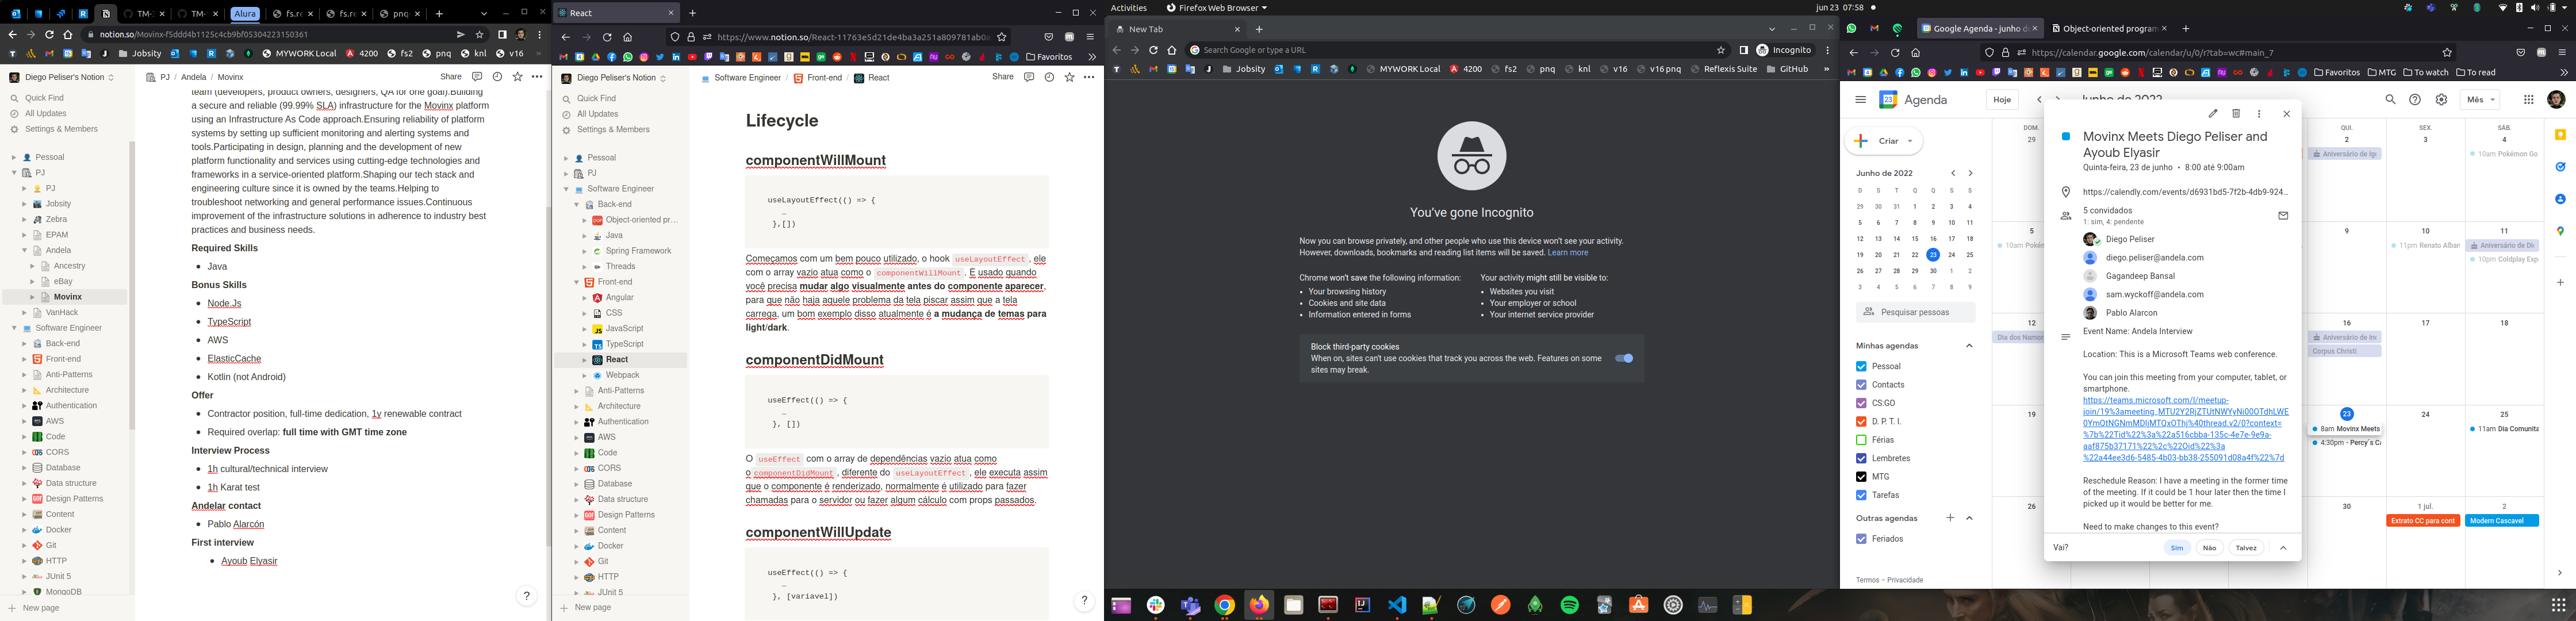 TM-
TM-
Alura
fs.re
fs.re
pnq
notion.so/Movinx-f5ddd4b1125c4cb9bf05304223150361
Jobsity
MYWORK Local
4200
fs2
pnq
knl
v16
Diego Peliser's Notion
PJ / Andela / Movinx
Share
Quick Find
All Updates
Settings & Members
Pessoal
PJ
PJ
Jobsity
Zebra
EPAM
Andela
Ancestry
eBay
Movinx
VanHack
Software Engineer
Back-end
Front-end
Anti-Patterns
Architecture
Authentication
AWS
Code
CORS
Database
Data structure
Design Patterns
Content
Docker
Git
HTTP
JUnit 5
MongoDB
New page
team (developers, product owners, designers, QA for one goal).Building
a secure and reliable (99.99% SLA) infrastructure for the Movinx platform
using an Infrastructure As Code approach.Ensuring reliability of platform
systems by setting up sufficient monitoring and alerting systems and
tools.Participating in design, planning and the development of new
platform functionality and services using cutting-edge technologies and
frameworks in a service-oriented platform.Shaping our tech stack and
engineering culture since it is owned by the teams.Helping to
troubleshoot networking and general performance issues.Continuous
improvement of the infrastructure solutions in adherence to industry best
practices and business needs.
Required Skills
Java
Bonus Skills
Node.Js
TypeScript
AWS
ElasticCache
Kotlin (not Android)
Offer
Contractor position, full-time dedication, 1y renewable contract
Required overlap: full time with GMT time zone
Interview Process
1h cultural/technical interview
1h Karat test
Andelar contact
Pablo Alarcón
First interview
Ayoub Elyasir
?
React
https://www.notion.so/React-11763e5d21de4ba3a251a809781ab0a
Favoritos
Diego Peliser's Notion
Software Engineer / Front-end / React
Share
Quick Find
All Updates
Settings & Members
Pessoal
PJ
Software Engineer
Back-end
Object-oriented pr…
Java
Spring Framework
Threads
Front-end
Angular
CSS
JavaScript
TypeScript
React
Webpack
Anti-Patterns
Architecture
Authentication
AWS
Code
CORS
Database
Data structure
Design Patterns
Content
Docker
Git
HTTP
JUnit 5
New page
Lifecycle
componentWillMount
useLayoutEffect(() => {
…
},[])
Começamos com um bem pouco utilizado, o hook useLayoutEffect, ele
com o array vazio atua como o componentWillMount. É usado quando
você precisa mudar algo visualmente antes do componente aparecer,
para que não haja aquele problema da tela piscar assim que a tela
carrega, um bom exemplo disso atualmente é a mudança de temas para
light/dark.
componentDidMount
useEffect(() => {
…
}, [])
O useEffect com o array de dependências vazio atua como
o componentDidMount, diferente do useLayoutEffect, ele executa assim
que o componente é renderizado, normalmente é utilizado para fazer
chamadas para o servidor ou fazer algum cálculo com props passados.
componentWillUpdate
useEffect(() => {
…
}, [variavel])
?
Activities
Firefox Web Browser
jun 23 07:58
New Tab
Search Google or type a URL
Incognito
Jobsity
MYWORK Local
4200
fs2
pnq
knl
v16
v16 pnq
Reflexis Suite
GitHub
You've gone Incognito
Now you can browse privately, and other people who use this device won't see your activity.
However, downloads, bookmarks and reading list items will be saved. Learn more
Chrome won't save the following information:
Your browsing history
Cookies and site data
Information entered in forms
Your activity might still be visible to:
Websites you visit
Your employer or school
Your internet service provider
Block third-party cookies
When on, sites can't use cookies that track you across the web. Features on some
sites may break.
Google Agenda - junho d
Object-oriented program
https://calendar.google.com/calendar/u/0/r?tab=wc#main_7
Favoritos
MTG
To watch
To read
Agenda
Hoje
Junho de 2022
Mês
Criar
Junho de 2022
D S T Q Q S S
29 30 31 1 2 3 4
5 6 7 8 9 10 11
12 13 14 15 16 17 18
19 20 21 22 23 24 25
26 27 28 29 30 1 2
3 4 5 6 7 8 9
Pesquisar pessoas
Minhas agendas
Pessoal
Contacts
CS:GO
D. P. T. I.
Férias
Lembretes
MTG
Tarefas
Outras agendas
Feriados
Termos – Privacidade
DOM.
29
5
10am Pokém
12
Dia dos Namor
19
26
Movinx Meets Diego Peliser and
Ayoub Elyasir
Quinta-feira, 23 de junho • 8:00 até 9:00am
https://calendly.com/events/d6931bd5-7f2b-4db9-924...
5 convidados
1: sim, 4: pendente
Diego Peliser
diego.peliser@andela.com
Gagandeep Bansal
sam.wyckoff@andela.com
Pablo Alarcon
Event Name: Andela Interview
Location: This is a Microsoft Teams web conference.
You can join this meeting from your computer, tablet, or
smartphone.
https://teams.microsoft.com/l/meetup-
join/19%3ameeting_MTU2Y2RjZTUtNWYyNi00OTdhLWE
0YmQtNGNmMDljMTQxOThj%40thread.v2/0?context=
%7b%22Tid%22%3a%22a516cbba-135c-4e7e-9e9a-
aaf875b37171%22%2c%22Oid%22%3a
%22a44ee3d6-5485-4b03-bb38-255091d08a4f%22%7d
Reschedule Reason: I have a meeting in the former time
of the meeting. If it could be 1 hour later then the time I
picked up it would be better for me.
Need to make changes to this event?
Vai?
Sim
Não
Talvez
QUI. SEX. SÁB.
2 3 4
Aniversário de Ig
10am Pokémon Go
9 10 11
11pm Renato Albar
Aniversário de Di
10pm Coldplay Exp
16 17 18
Corpus Christi
23 24 25
8am Movinx Meets
4:30pm - Percy's Ca
11am Dia Comunita
30 1 jul. 2
Extrato CC para cont
Modern Cascavel